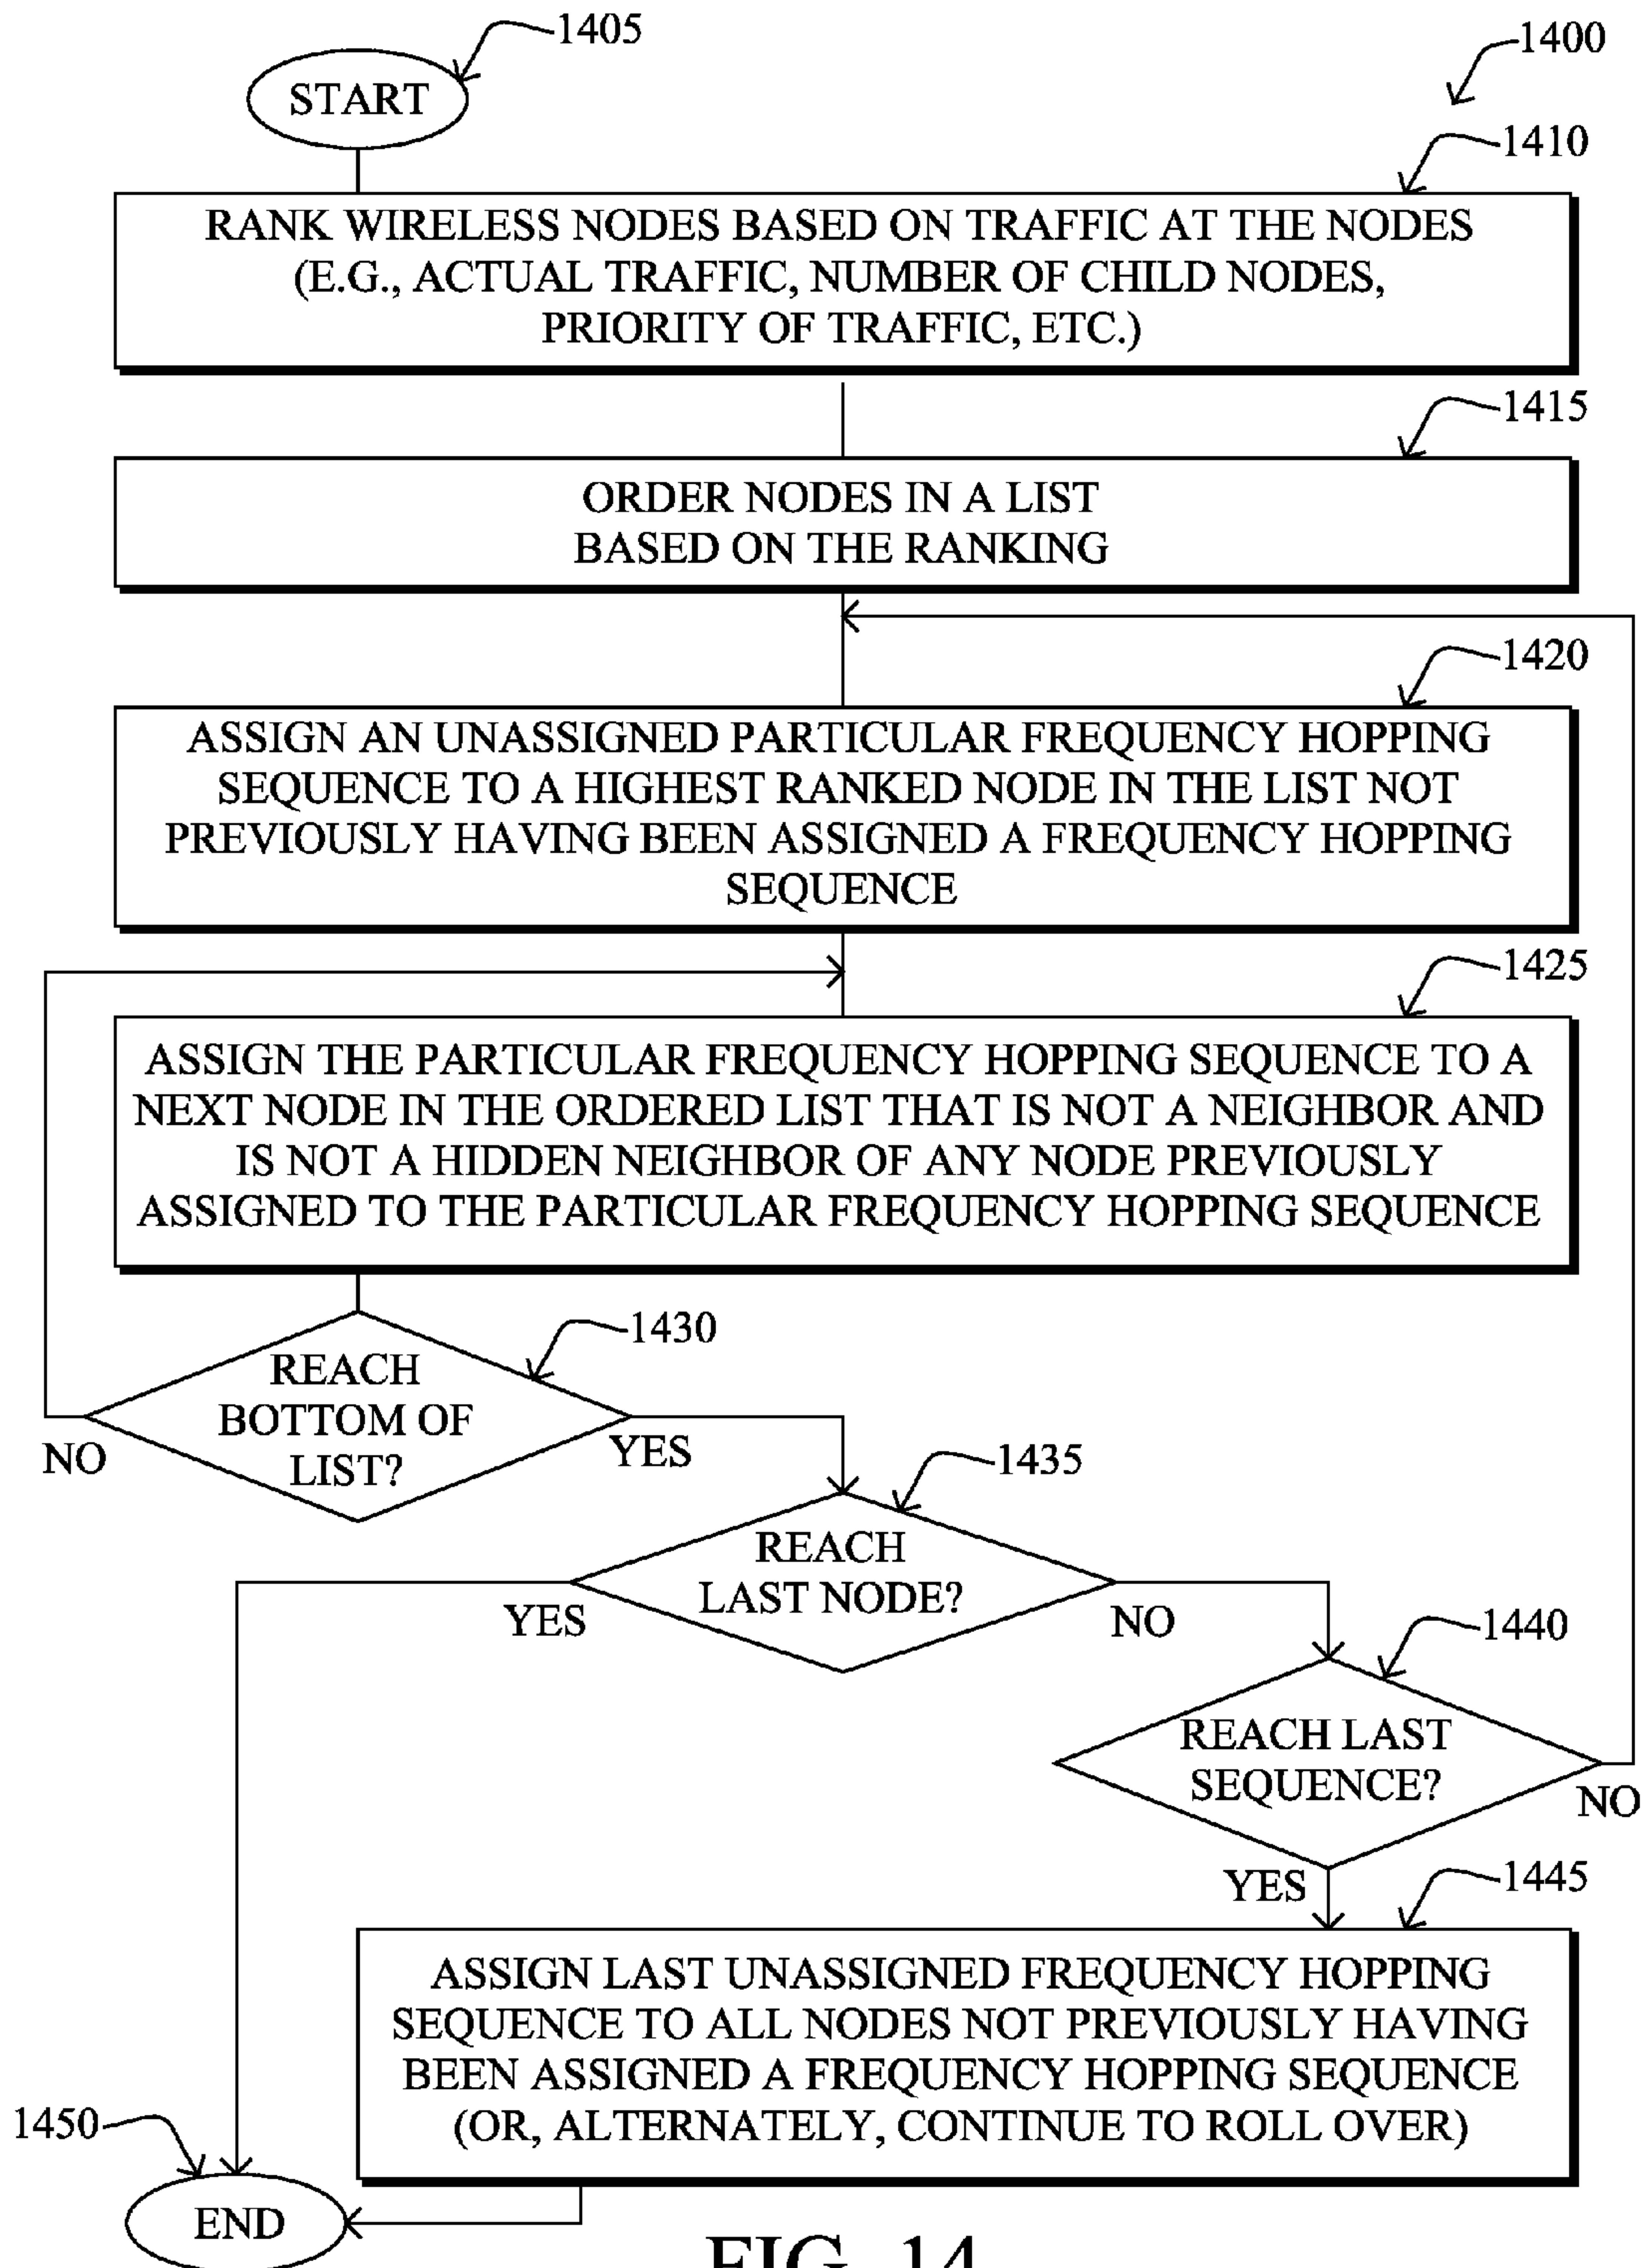 1405
1400
START
1410
RANK WIRELESS NODES BASED ON TRAFFIC AT THE NODES
(E.G., ACTUAL TRAFFIC, NUMBER OF CHILD NODES,
PRIORITY OF TRAFFIC, ETC.)
1415
ORDER NODES IN A LIST
BASED ON THE RANKING
1420
ASSIGN AN UNASSIGNED PARTICULAR FREQUENCY HOPPING
SEQUENCE TO A HIGHEST RANKED NODE IN THE LIST NOT
PREVIOUSLY HAVING BEEN ASSIGNED A FREQUENCY HOPPING
SEQUENCE
1425
ASSIGN THE PARTICULAR FREQUENCY HOPPING SEQUENCE TO A
NEXT NODE IN THE ORDERED LIST THAT IS NOT A NEIGHBOR AND
IS NOT A HIDDEN NEIGHBOR OF ANY NODE PREVIOUSLY
ASSIGNED TO THE PARTICULAR FREQUENCY HOPPING SEQUENCE
1430
REACH
BOTTOM OF
LIST?
NO
YES
1435
REACH
LAST NODE?
YES
NO
1440
REACH LAST
SEQUENCE?
NO
YES
1445
ASSIGN LAST UNASSIGNED FREQUENCY HOPPING
SEQUENCE TO ALL NODES NOT PREVIOUSLY HAVING
BEEN ASSIGNED A FREQUENCY HOPPING SEQUENCE
(OR, ALTERNATELY, CONTINUE TO ROLL OVER)
1450
END
FIG. 14